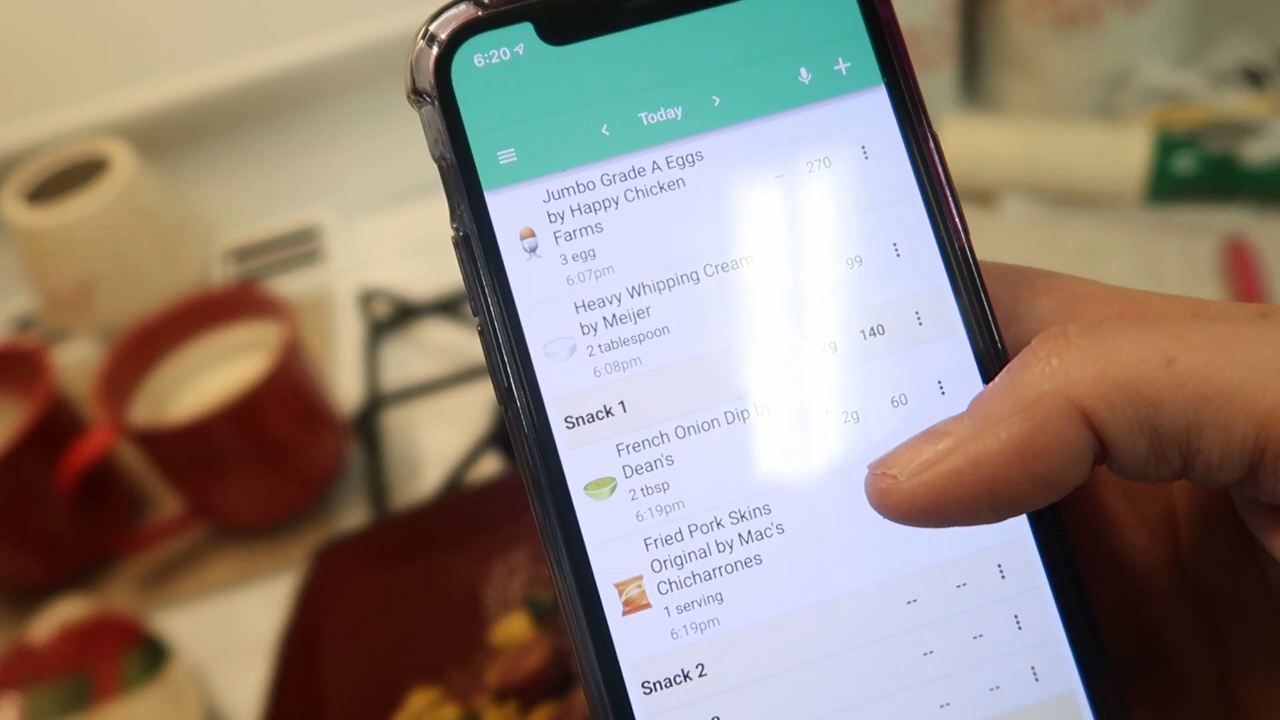 6:20
Today
Jumbo Grade A Eggs
by Happy Chicken
Farms
3 egg
6:07pm
-- 270
Heavy Whipping Cream
by Meijer
2 tablespoon
6:08pm
99
Snack 1
2g 140
French Onion Dip by
Dean's
2 tbsp
6:19pm
2g 60
Fried Pork Skins
Original by Mac's
Chicharrones
1 serving
6:19pm
Snack 2
-- --
-- --
-- --